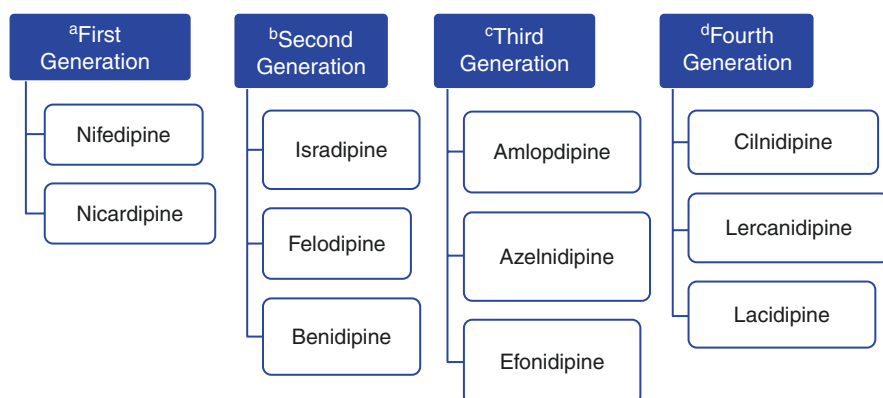 aFirst
Generation
Nifedipine
Nicardipine
bSecond
Generation
Isradipine
Felodipine
Benidipine
cThird
Generation
Amlopdipine
Azelnidipine
Efonidipine
dFourth
Generation
Cilnidipine
Lercanidipine
Lacidipine